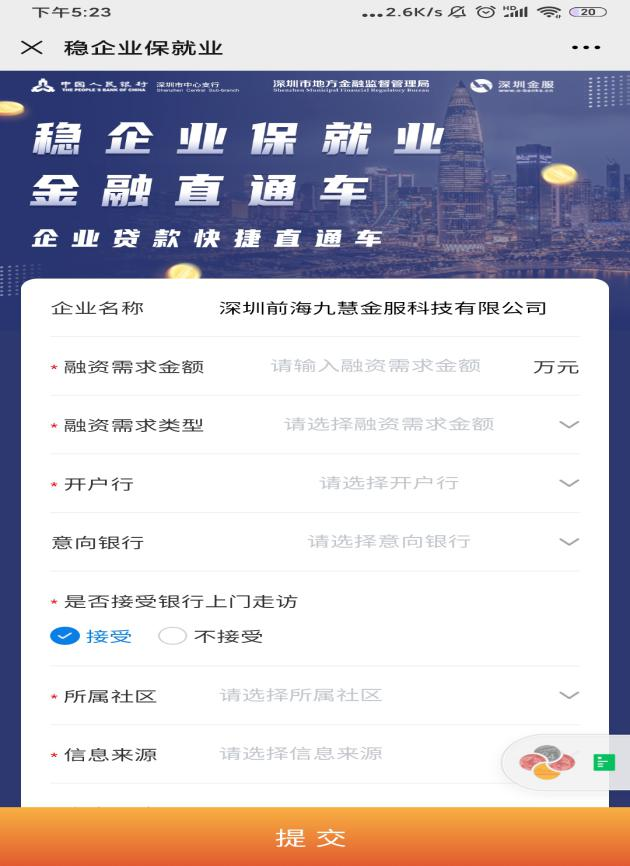 下午5:23
...2.6K/s
HD
20
稳企业保就业
中国人民银行 深圳市中心支行
THE PEOPLE'S BANK OF CHINA Shenzhen Central Sub-branch
深圳市地方金融监督管理局
Shenzhen Municipal Financial Regulatory Bureau
深圳金服
稳企业保就业
金融直通车
企业贷款快捷直通车
企业名称 深圳前海九慧金服科技有限公司
*融资需求金额 请输入融资需求金额 万元
*融资需求类型 请选择融资需求金额
*开户行 请选择开户行
意向银行 请选择意向银行
*是否接受银行上门走访
接受 不接受
*所属社区 请选择所属社区
*信息来源 请选择信息来源
提交